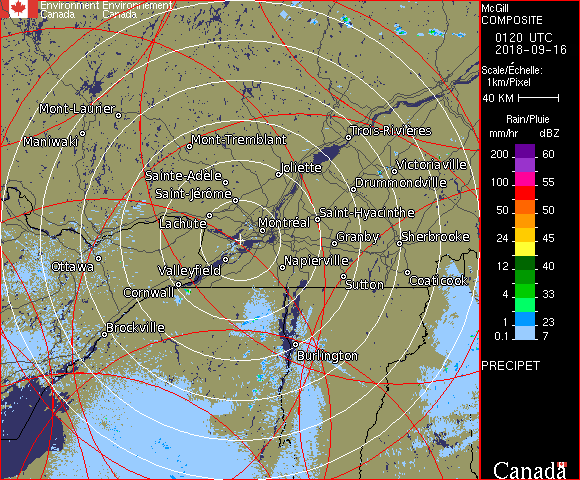 Environment Environnement
Canada Canada
McGill
COMPOSITE
0120 UTC
2018-09-16
Scale/Échelle:
1km/Pixel
40 KM
Rain/Pluie
mm/hr dBZ
200 60
100 55
50 50
24 45
12 40
4 33
1 23
0.1 7
PRECIPET
Canada
Mont-Laurier
Maniwaki
Mont-Tremblant
Trois-Rivières
Joliette
Victoriaville
Sainte-Adèle
Drummondville
Saint-Jérôme
Lachute
Saint-Hyacinthe
Montréal
Granby
Sherbrooke
Ottawa
Valleyfield
Napierville
Cornwall
Sutton
Coaticook
Brockville
Burlington